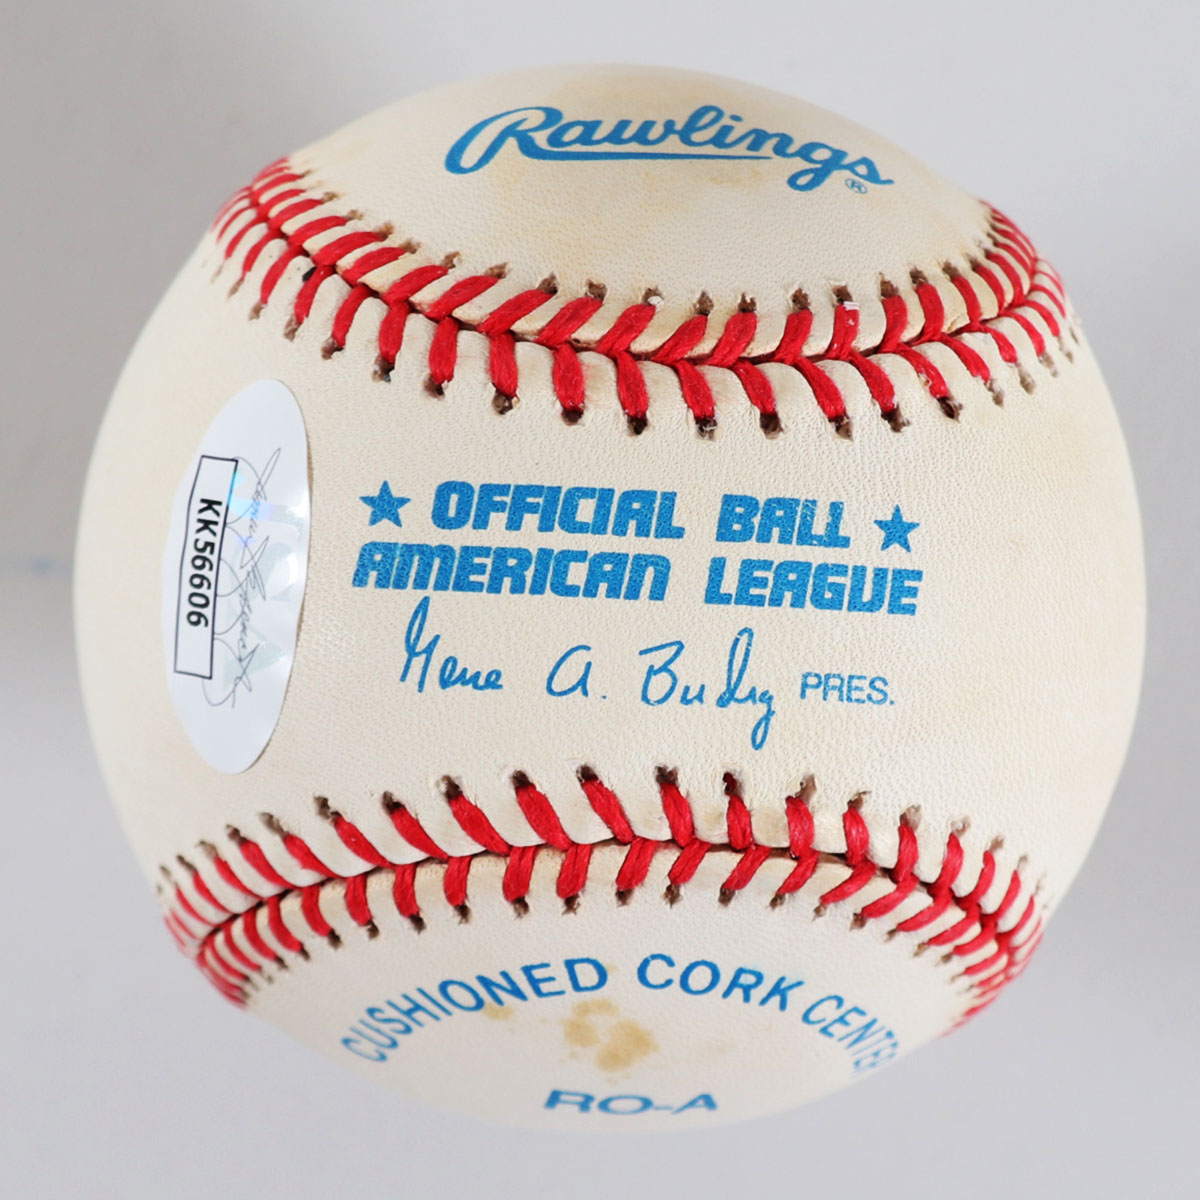 Rawlings®
★ OFFICIAL BALL ★
AMERICAN LEAGUE
Gene A. Budig PRES.
KK56606
CUSHIONED CORK CENTER
RO-A